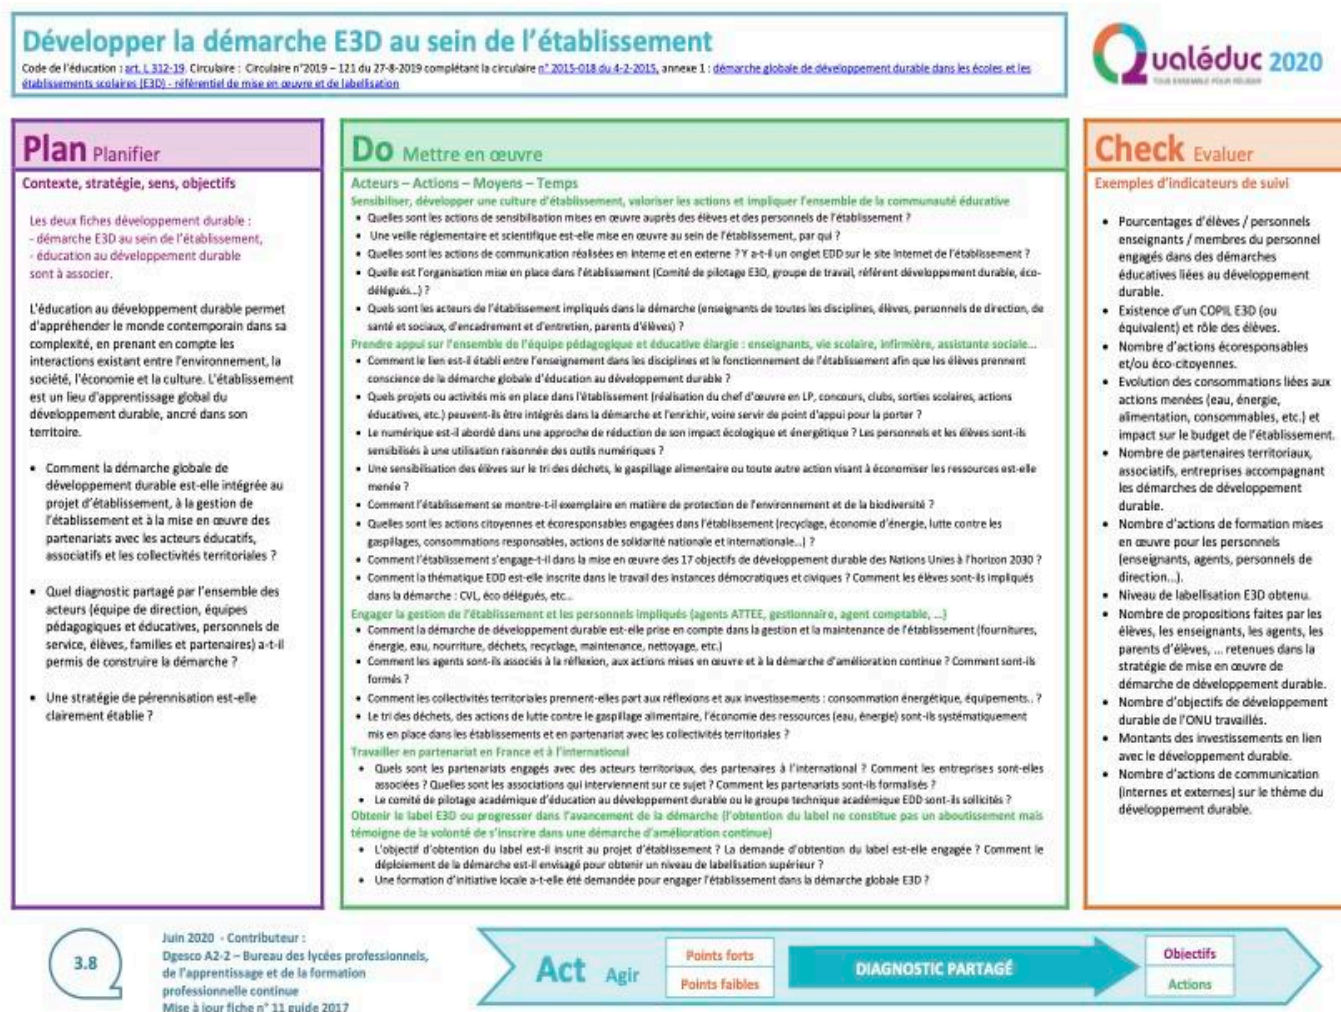 Développer la démarche E3D au sein de l'établissement
Code de l'éducation : art. L 312-19. Circulaire : Circulaire n°2019 – 121 du 27-8-2019 complétant la circulaire n° 2015-018 du 4-2-2015, annexe 1 : démarche globale de développement durable dans les écoles et les
établissements scolaires (E3D) - référentiel de mise en œuvre et de labellisation
Qualéduc 2020
TOUS ENSEMBLE POUR RÉUSSIR
Plan Planifier
Contexte, stratégie, sens, objectifs
Les deux fiches développement durable :
- démarche E3D au sein de l'établissement,
- éducation au développement durable
sont à associer.
L'éducation au développement durable permet
d'appréhender le monde contemporain dans sa
complexité, en prenant en compte les
interactions existant entre l'environnement, la
société, l'économie et la culture. L'établissement
est un lieu d'apprentissage global du
développement durable, ancré dans son
territoire.
• Comment la démarche globale de
développement durable est-elle intégrée au
projet d'établissement, à la gestion de
l'établissement et à la mise en œuvre des
partenariats avec les acteurs éducatifs,
associatifs et les collectivités territoriales ?
• Quel diagnostic partagé par l'ensemble des
acteurs (équipe de direction, équipes
pédagogiques et éducatives, personnels de
service, élèves, familles et partenaires) a-t-il
permis de construire la démarche ?
• Une stratégie de pérennisation est-elle
clairement établie ?
Do Mettre en œuvre
Acteurs – Actions – Moyens – Temps
Sensibiliser, développer une culture d'établissement, valoriser les actions et impliquer l'ensemble de la communauté éducative
• Quelles sont les actions de sensibilisation mises en œuvre auprès des élèves et des personnels de l'établissement ?
• Une veille réglementaire et scientifique est-elle mise en œuvre au sein de l'établissement, par qui ?
• Quelles sont les actions de communication réalisées en interne et en externe ? Y a-t-il un onglet EDD sur le site Internet de l'établissement ?
• Quelle est l'organisation mise en place dans l'établissement (Comité de pilotage E3D, groupe de travail, référent développement durable, éco-
délégués...) ?
• Quels sont les acteurs de l'établissement impliqués dans la démarche (enseignants de toutes les disciplines, élèves, personnels de direction, de
santé et sociaux, d'encadrement et d'entretien, parents d'élèves) ?
Prendre appui sur l'ensemble de l'équipe pédagogique et éducative élargie : enseignants, vie scolaire, infirmière, assistante sociale...
• Comment le lien est-il établi entre l'enseignement dans les disciplines et le fonctionnement de l'établissement afin que les élèves prennent
conscience de la démarche globale d'éducation au développement durable ?
• Quels projets ou activités mis en place dans l'établissement (réalisation du chef d'œuvre en LP, concours, clubs, sorties scolaires, actions
éducatives, etc.) peuvent-ils être intégrés dans la démarche et l'enrichir, voire servir de point d'appui pour la porter ?
• Le numérique est-il abordé dans une approche de réduction de son impact écologique et énergétique ? Les personnels et les élèves sont-ils
sensibilisés à une utilisation raisonnée des outils numériques ?
• Une sensibilisation des élèves sur le tri des déchets, le gaspillage alimentaire ou toute autre action visant à économiser les ressources est-elle
menée ?
• Comment l'établissement se montre-t-il exemplaire en matière de protection de l'environnement et de la biodiversité ?
• Quelles sont les actions citoyennes et écoresponsables engagées dans l'établissement (recyclage, économie d'énergie, lutte contre les
gaspillages, consommations responsables, actions de solidarité nationale et internationale...) ?
• Comment l'établissement s'engage-t-il dans la mise en œuvre des 17 objectifs de développement durable des Nations Unies à l'horizon 2030 ?
• Comment la thématique EDD est-elle inscrite dans le travail des instances démocratiques et civiques ? Comment les élèves sont-ils impliqués
dans la démarche : CVL, éco délégués, etc...
Engager la gestion de l'établissement et les personnels impliqués (agents ATTEE, gestionnaire, agent comptable, ...)
• Comment la démarche de développement durable est-elle prise en compte dans la gestion et la maintenance de l'établissement (fournitures,
énergie, eau, nourriture, déchets, recyclage, maintenance, nettoyage, etc.)
• Comment les agents sont-ils associés à la réflexion, aux actions mises en œuvre et à la démarche d'amélioration continue ? Comment sont-ils
formés ?
• Comment les collectivités territoriales prennent-elles part aux réflexions et aux investissements : consommation énergétique, équipements.. ?
• Le tri des déchets, des actions de lutte contre le gaspillage alimentaire, l'économie des ressources (eau, énergie) sont-ils systématiquement
mis en place dans les établissements et en partenariat avec les collectivités territoriales ?
Travailler en partenariat en France et à l'international
• Quels sont les partenariats engagés avec des acteurs territoriaux, des partenaires à l'international ? Comment les entreprises sont-elles
associées ? Quelles sont les associations qui interviennent sur ce sujet ? Comment les partenariats sont-ils formalisés ?
• Le comité de pilotage académique d'éducation au développement durable ou le groupe technique académique EDD sont-ils sollicités ?
Obtenir le label E3D ou progresser dans l'avancement de la démarche (l'obtention du label ne constitue pas un aboutissement mais
témoigne de la volonté de s'inscrire dans une démarche d'amélioration continue)
• L'objectif d'obtention du label est-il inscrit au projet d'établissement ? La demande d'obtention du label est-elle engagée ? Comment le
déploiement de la démarche est-il envisagé pour obtenir un niveau de labellisation supérieur ?
• Une formation d'initiative locale a-t-elle été demandée pour engager l'établissement dans la démarche globale E3D ?
Check Evaluer
Exemples d'indicateurs de suivi
• Pourcentages d'élèves / personnels
enseignants / membres du personnel
engagés dans des démarches
éducatives liées au développement
durable.
• Existence d'un COPIL E3D (ou
équivalent) et rôle des élèves.
• Nombre d'actions écoresponsables
et/ou éco-citoyennes.
• Evolution des consommations liées aux
actions menées (eau, énergie,
alimentation, consommables, etc.) et
impact sur le budget de l'établissement.
• Nombre de partenaires territoriaux,
associatifs, entreprises accompagnant
les démarches de développement
durable.
• Nombre d'actions de formation mises
en œuvre pour les personnels
(enseignants, agents, personnels de
direction...).
• Niveau de labellisation E3D obtenu.
• Nombre de propositions faites par les
élèves, les enseignants, les agents, les
parents d'élèves, ... retenues dans la
stratégie de mise en œuvre de
démarche de développement durable.
• Nombre d'objectifs de développement
durable de l'ONU travaillés.
• Montants des investissements en lien
avec le développement durable.
• Nombre d'actions de communication
(internes et externes) sur le thème du
développement durable.
3.8
Juin 2020 - Contributeur :
Dgesco A2-2 – Bureau des lycées professionnels,
de l'apprentissage et de la formation
professionnelle continue
Mise à jour fiche n° 11 guide 2017
Act Agir
Points forts
Points faibles
DIAGNOSTIC PARTAGÉ
Objectifs
Actions